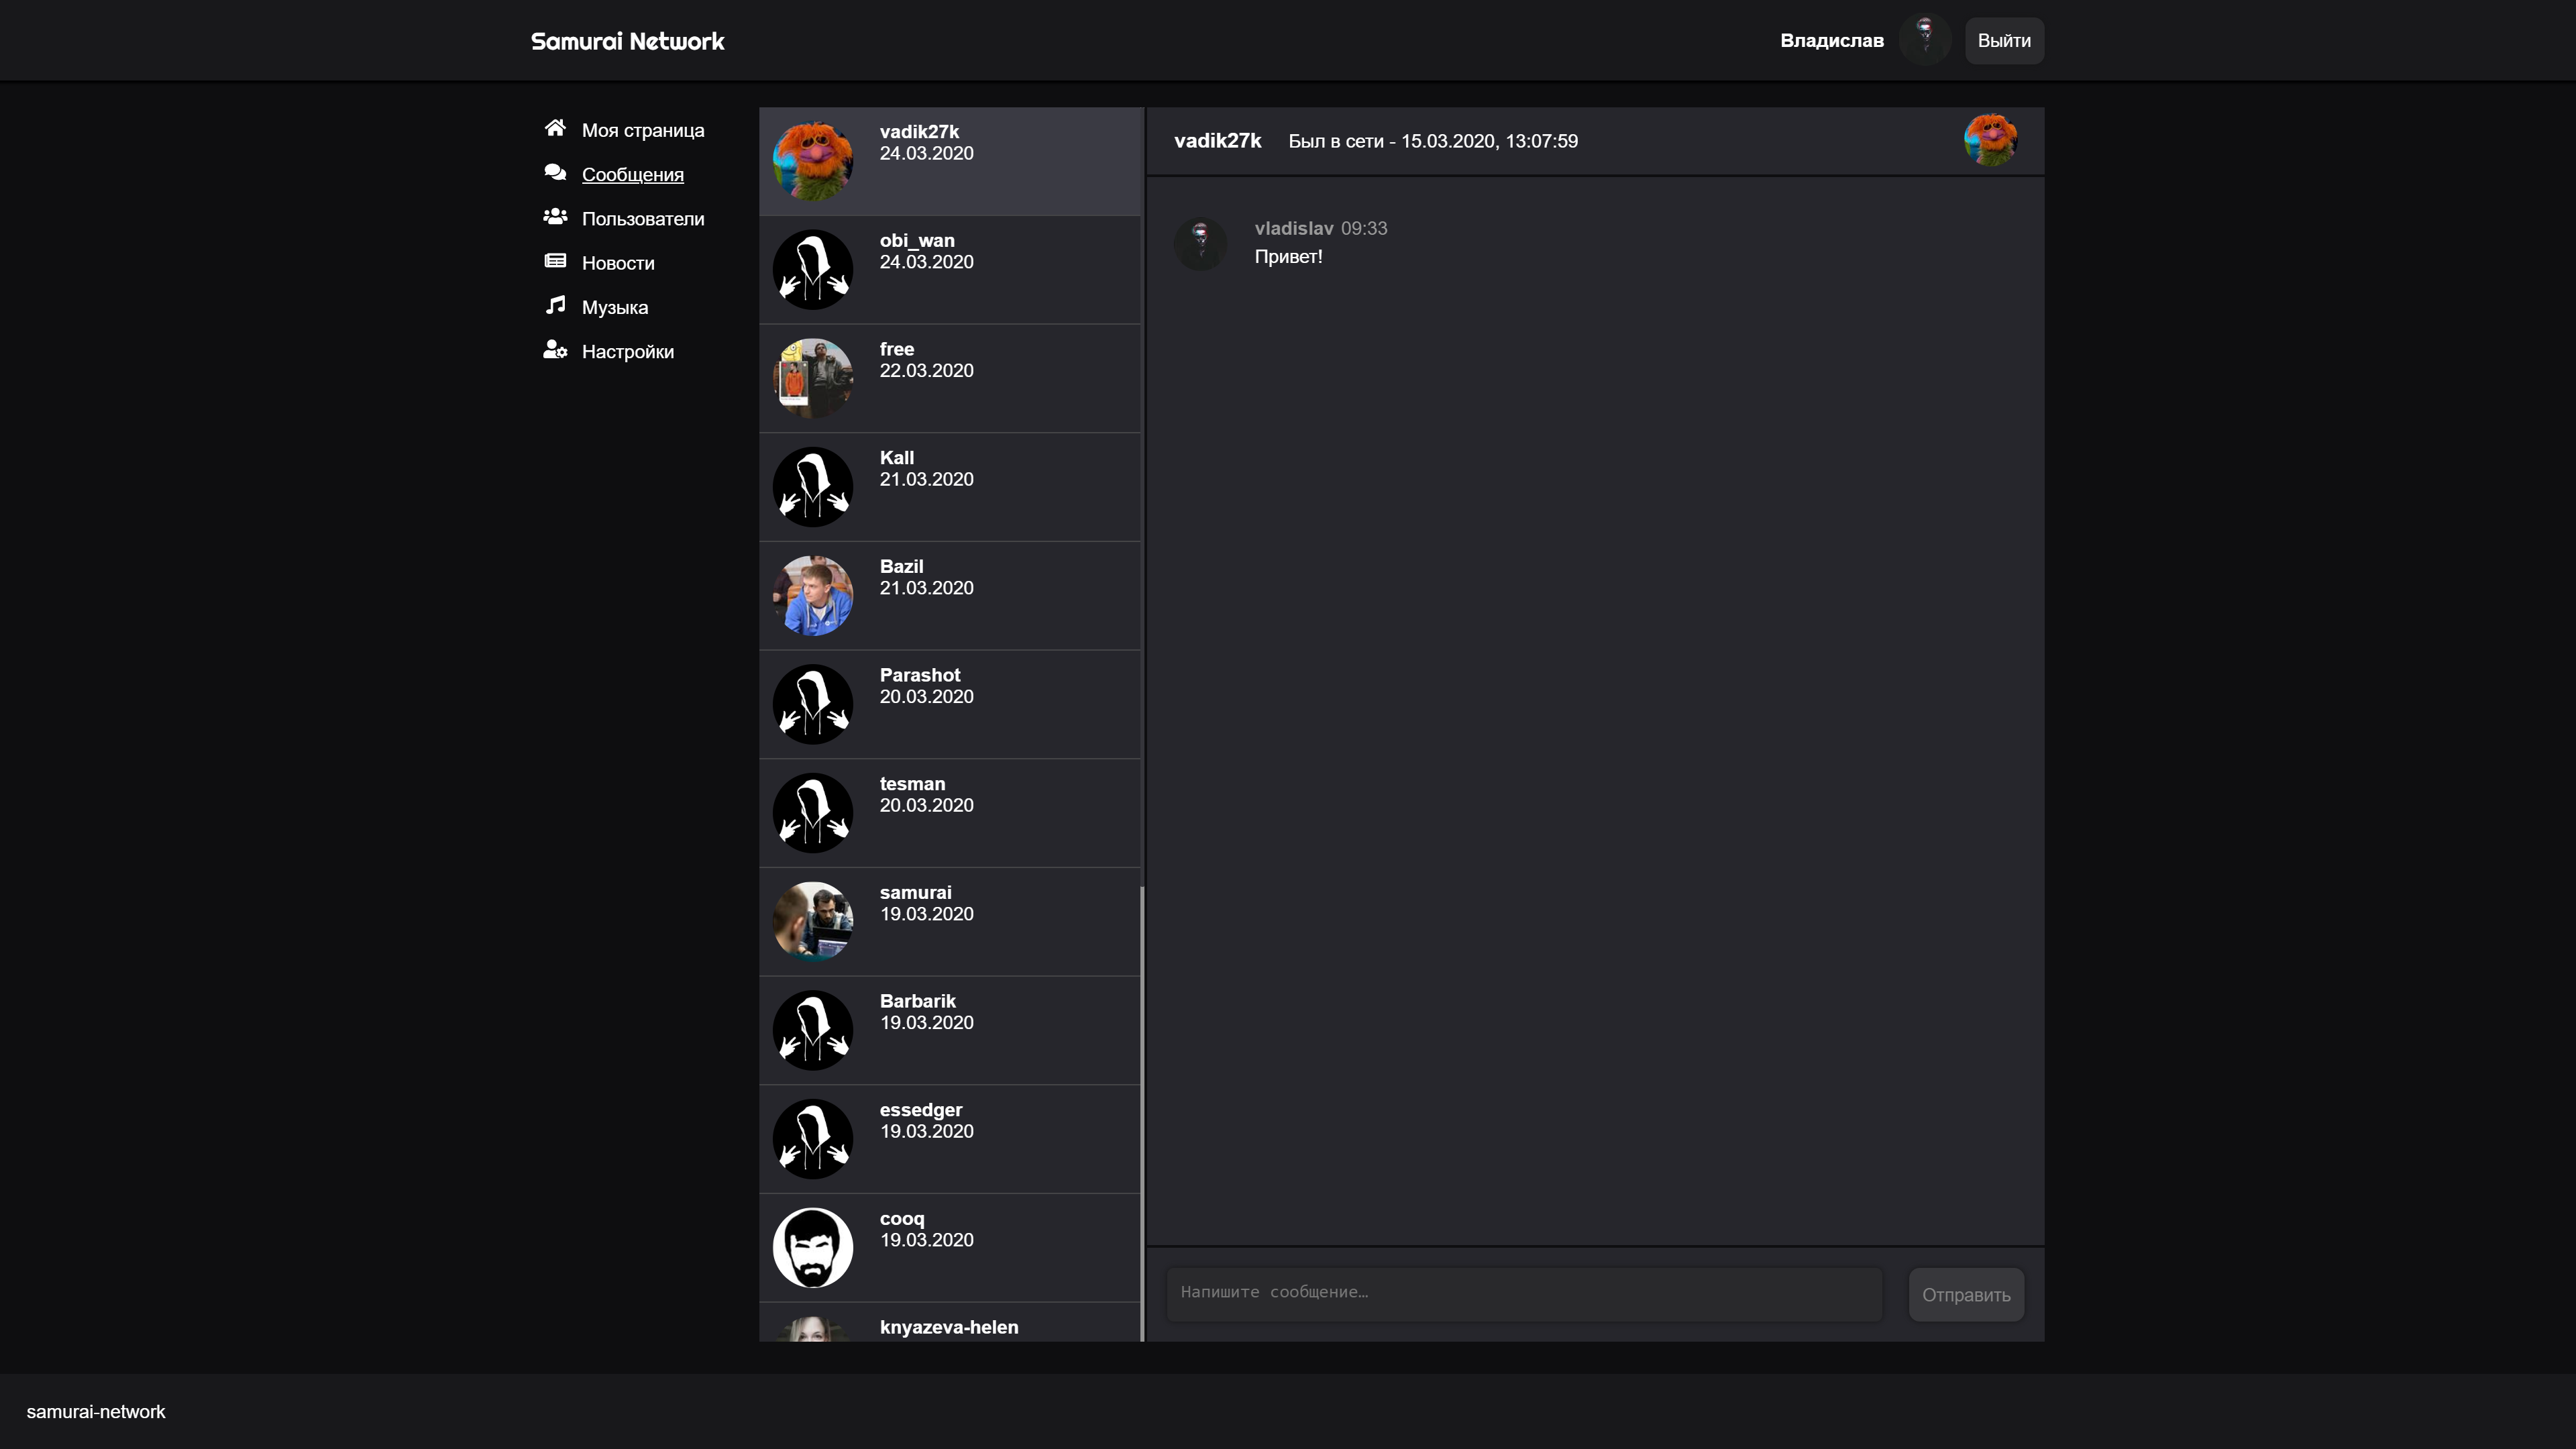 Samurai Network
Владислав
Выйти
Моя страница
Сообщения
Пользователи
Новости
Музыка
Настройки
vadik27k
24.03.2020
obi_wan
24.03.2020
free
22.03.2020
Kall
21.03.2020
Bazil
21.03.2020
Parashot
20.03.2020
tesman
20.03.2020
samurai
19.03.2020
Barbarik
19.03.2020
essedger
19.03.2020
cooq
19.03.2020
knyazeva-helen
vadik27k Был в сети - 15.03.2020, 13:07:59
vladislav 09:33
Привет!
Напишите сообщение...
Отправить
samurai-network